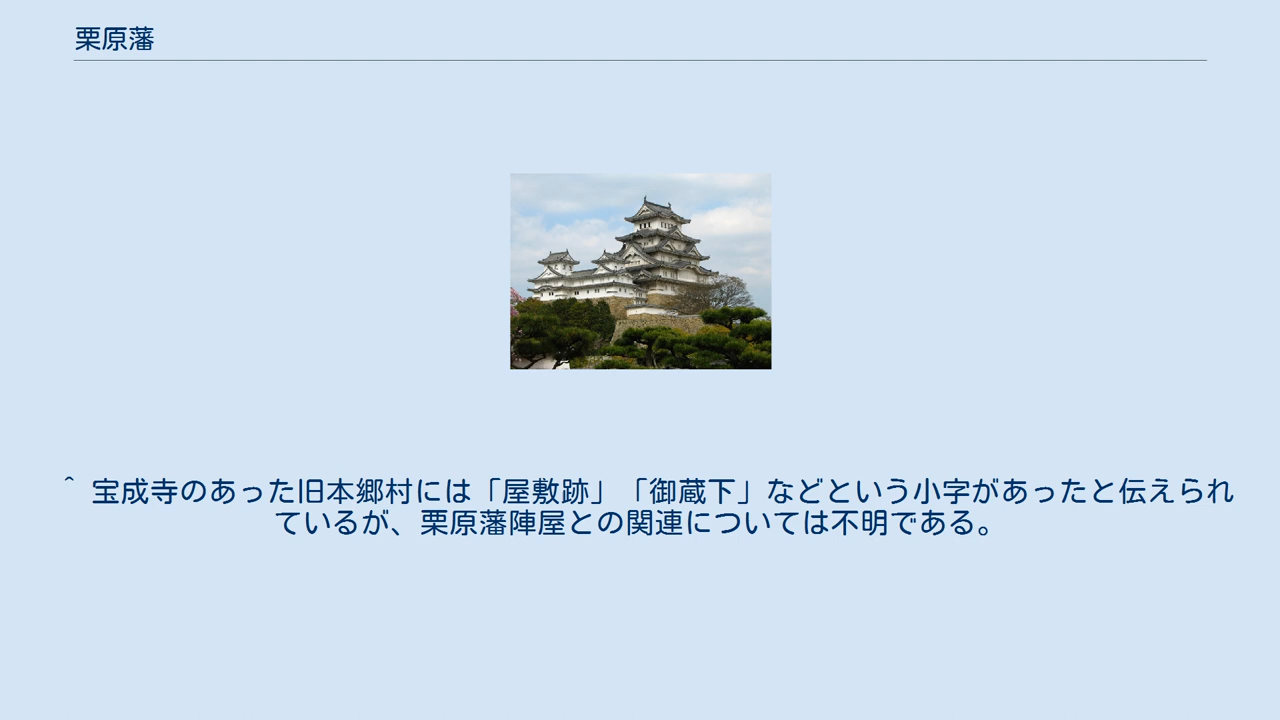 栗原藩
^ 宝成寺のあった旧本郷村には「屋敷跡」「御蔵下」などという小字があったと伝えられ
ているが、栗原藩陣屋との関連については不明である。